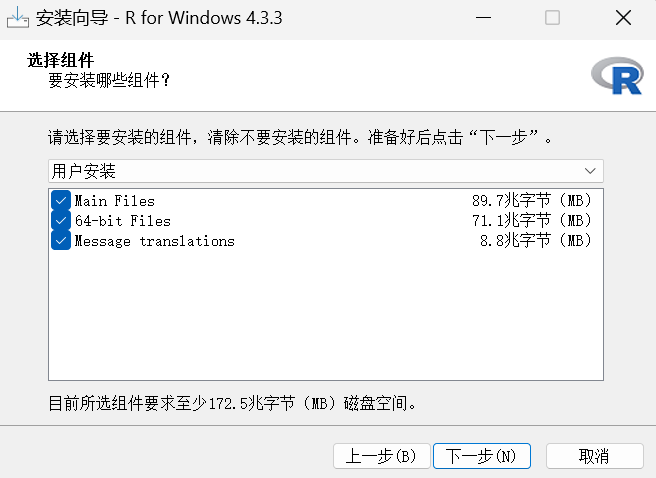 安装向导 - R for Windows 4.3.3
选择组件
要安装哪些组件？
R
请选择要安装的组件，清除不要安装的组件。准备好后点击“下一步”。
用户安装
Main Files 89.7兆字节（MB）
64-bit Files 71.1兆字节（MB）
Message translations 8.8兆字节（MB）
目前所选组件要求至少172.5兆字节（MB）磁盘空间。
上一步(B) 下一步(N) 取消